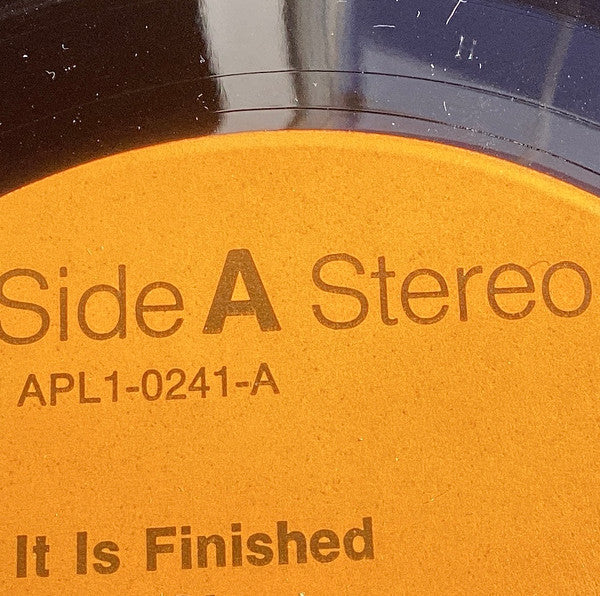 H
Side A Stereo
APL1-0241-A
It Is Finished